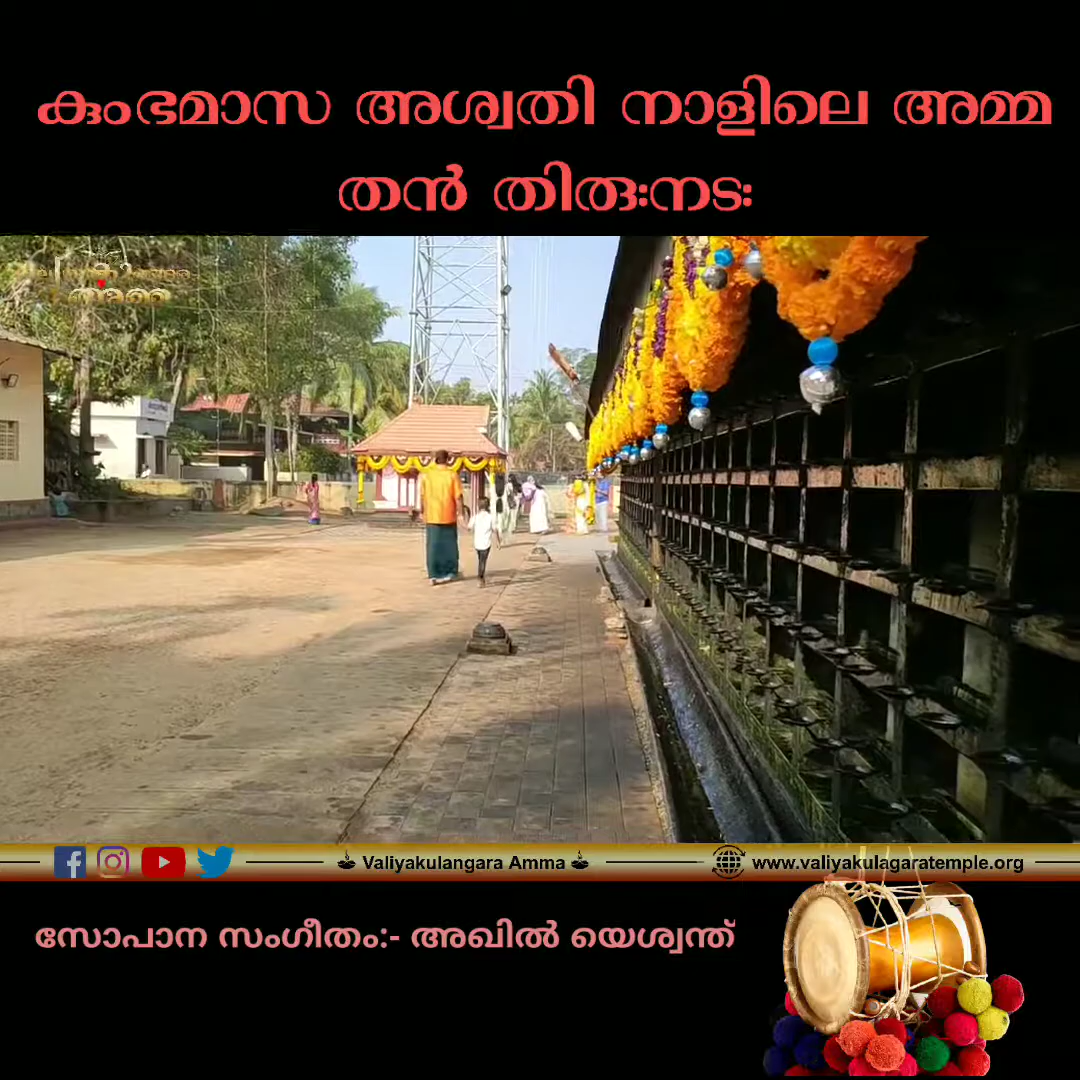 കുംഭമാസ അശ്വതി നാളിലെ അമ്മ
തൻ തിരു:നട:
Valiyakulangara Amma
www.valiyakulagaratemple.org
സോപാന സംഗീതം:- അഖിൽ യെശ്വന്ത്